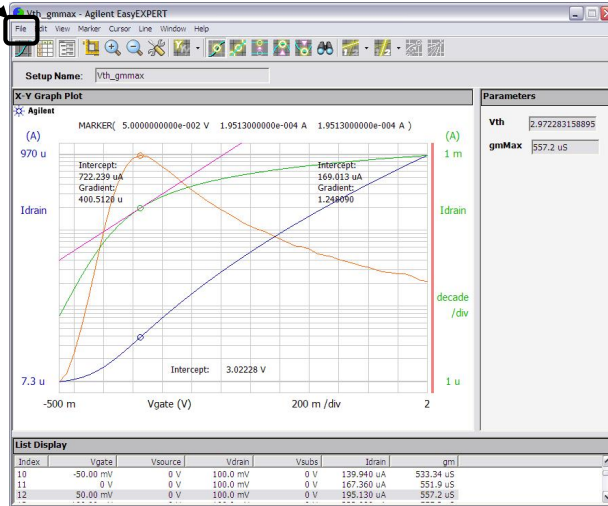 Vth_gmmax - Agilent EasyEXPERT
File Edit View Marker Cursor Line Window Help
Setup Name: Vth_gmmax
X-Y Graph Plot
Agilent
MARKER( 5.0000000000e-002 V 1.9513000000e-004 A 1.9513000000e-004 A )
(A) (A)
970 u 1 m
Intercept: Intercept:
722.239 uA 169.013 uA
Gradient: Gradient:
400.5120 u 1.248090
Idrain Idrain
decade
/div
Intercept: 3.02228 V
7.3 u 1 u
-500 m Vgate (V) 200 m /div 2
Parameters
Vth 2.972283158895
gmMax 557.2 uS
List Display
Index Vgate Vsource Vdrain Vsubs Idrain gm
10 -50.00 mV 0 V 100.0 mV 0 V 139.940 uA 533.34 uS
11 0 V 0 V 100.0 mV 0 V 167.360 uA 551.9 uS
12 50.00 mV 0 V 100.0 mV 0 V 195.130 uA 557.2 uS